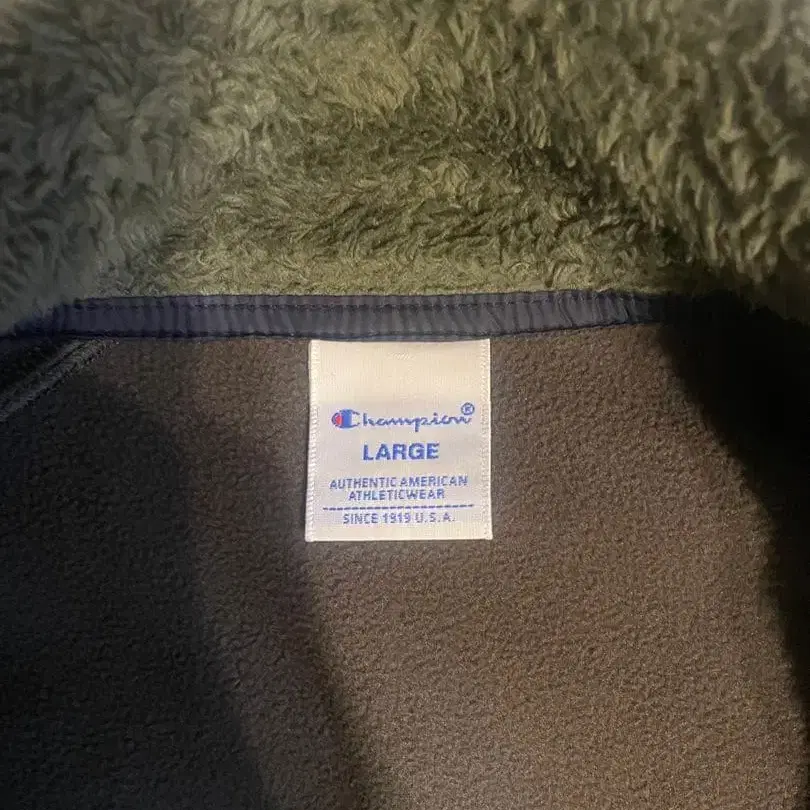 Champion®
LARGE
AUTHENTIC AMERICAN
ATHLETICWEAR
SINCE 1919 U.S.A.